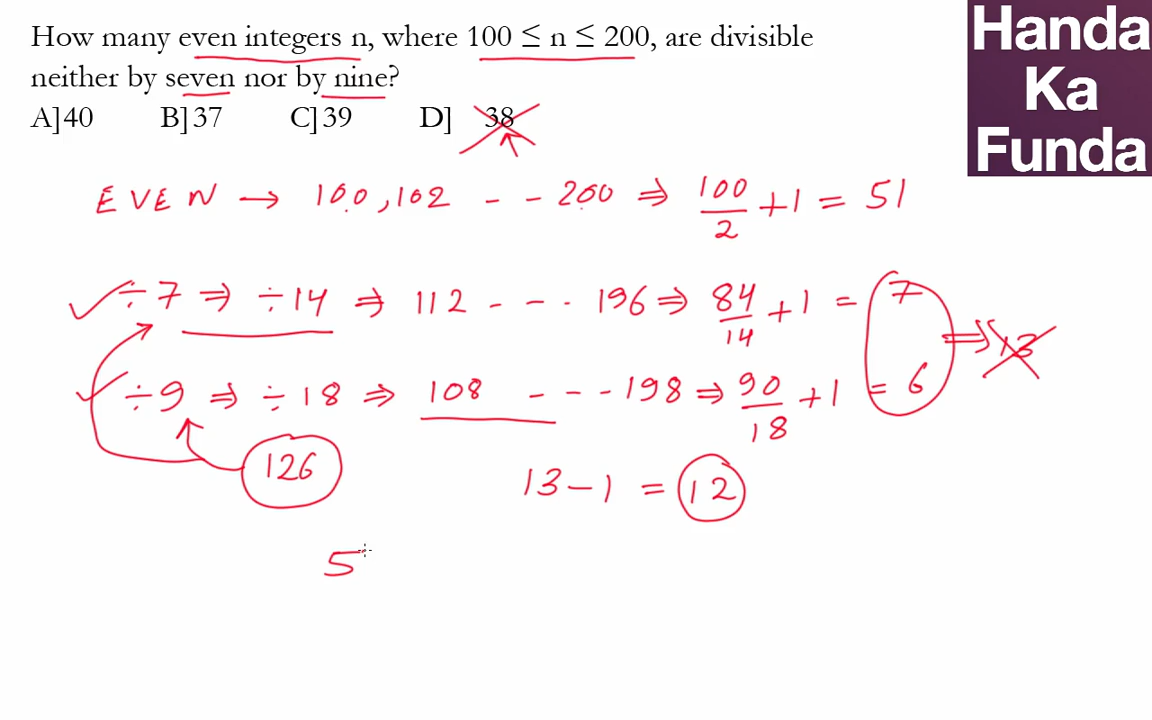 How many even integers n, where 100 ≤ n ≤ 200, are divisible
neither by seven nor by nine?
A]40 B]37 C]39 D] 38
Handa
Ka
Funda
EVEN → 100,102 - - 200 ⇒ 100/2 + 1 = 51
÷7 ⇒ ÷14 ⇒ 112 - - - 196 ⇒ 84/14 + 1 = 7
⇒ 13
÷9 ⇒ ÷18 ⇒ 108 - - - 198 ⇒ 90/18 + 1 = 6
126
13 - 1 = 12
5